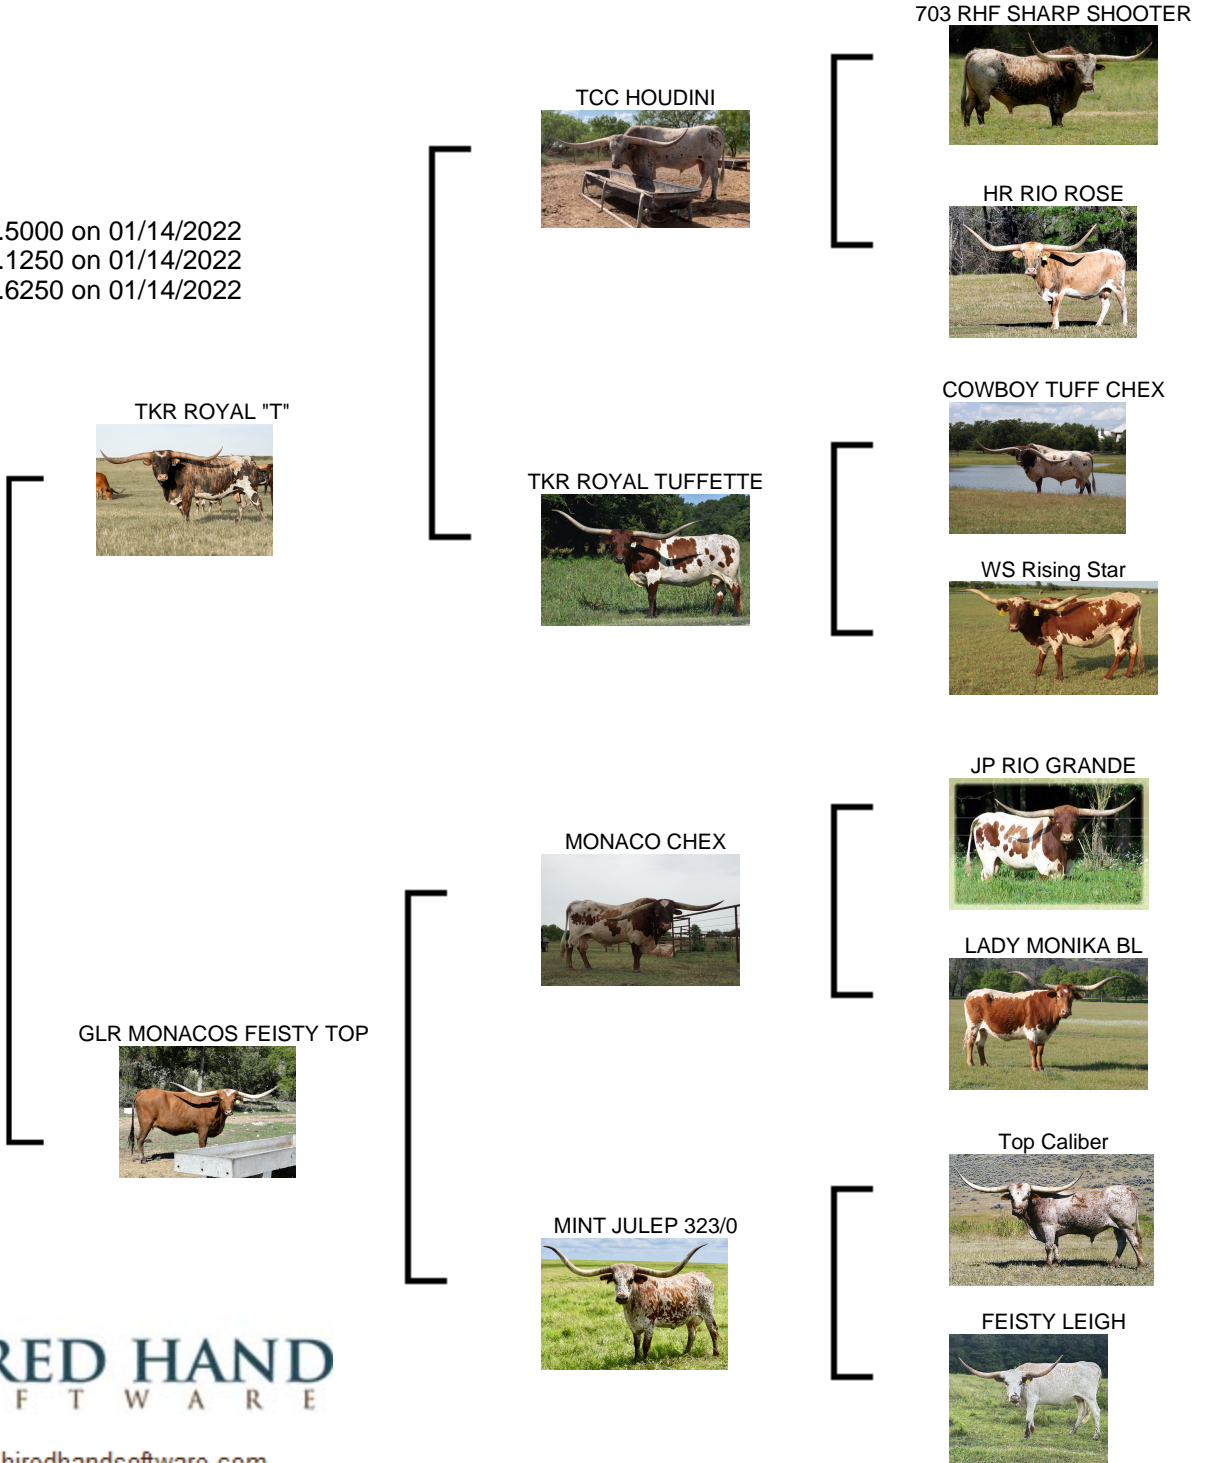 703 RHF SHARP SHOOTER
TCC HOUDINI
HR RIO ROSE
.5000 on 01/14/2022
.1250 on 01/14/2022
.6250 on 01/14/2022
COWBOY TUFF CHEX
TKR ROYAL "T"
TKR ROYAL TUFFETTE
WS Rising Star
JP RIO GRANDE
MONACO CHEX
LADY MONIKA BL
GLR MONACOS FEISTY TOP
Top Caliber
MINT JULEP 323/0
FEISTY LEIGH
RED HAND
F T W A R E
hiredhandsoftware.com